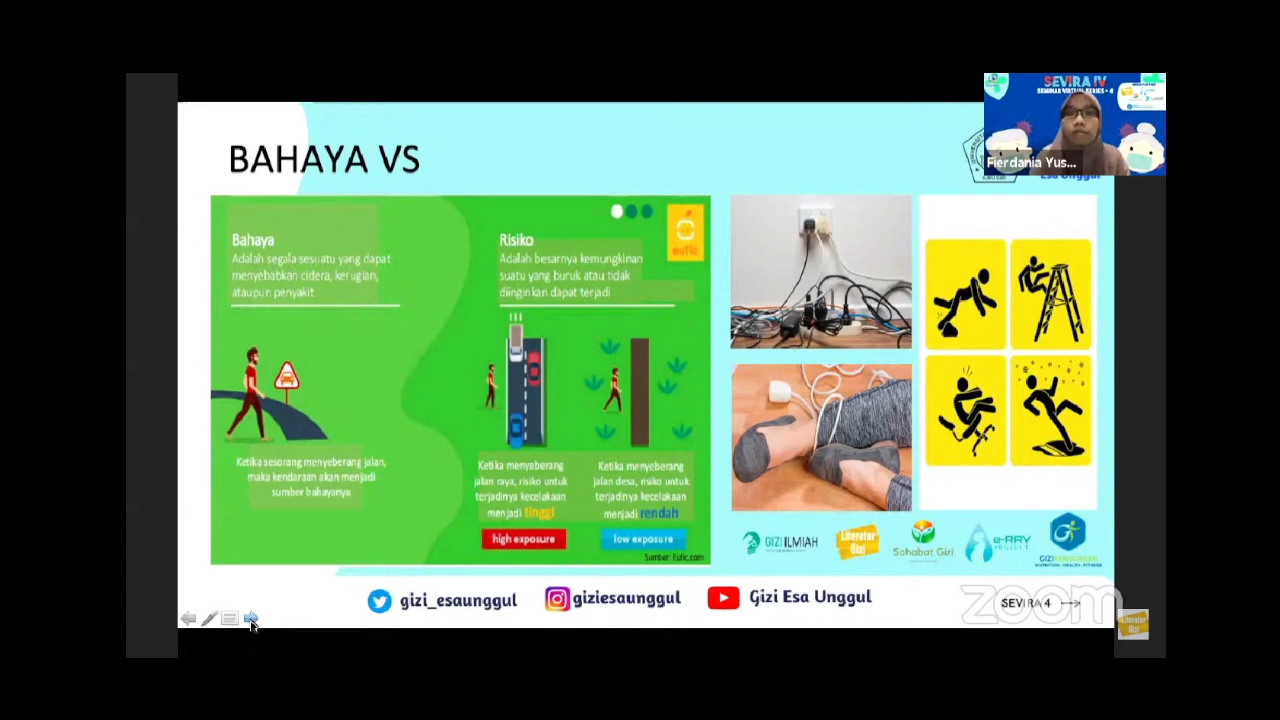 SEVIRA IV
SEMINAR VIRTUAL SERIES - 4
Fierdania Yus...
Esa Unggul
BAHAYA VS
Bahaya
Adalah segala sesuatu yang dapat
menyebabkan cidera, kerugian,
ataupun penyakit
Ketika sesorang menyeberang jalan,
maka kendaraan akan menjadi
sumber bahayanya
Risiko
Adalah besarnya kemungkinan
suatu yang buruk atau tidak
diinginkan dapat terjadi
eufic
Ketika menyeberang
jalan raya, risiko untuk
terjadinya kecelakaan
menjadi tinggi
high exposure
Ketika menyeberang
jalan desa, risiko untuk
terjadinya kecelakaan
menjadi rendah
low exposure
Sumber: Eufic.com
GIZI ILMIAH
Literatur
Gizi
Sahabat Gizi
e-RRY
PROJECT
gizi_esaunggul
giziesaunggul
Gizi Esa Unggul
zoom
SEVIRA 4
Literatur
Gizi